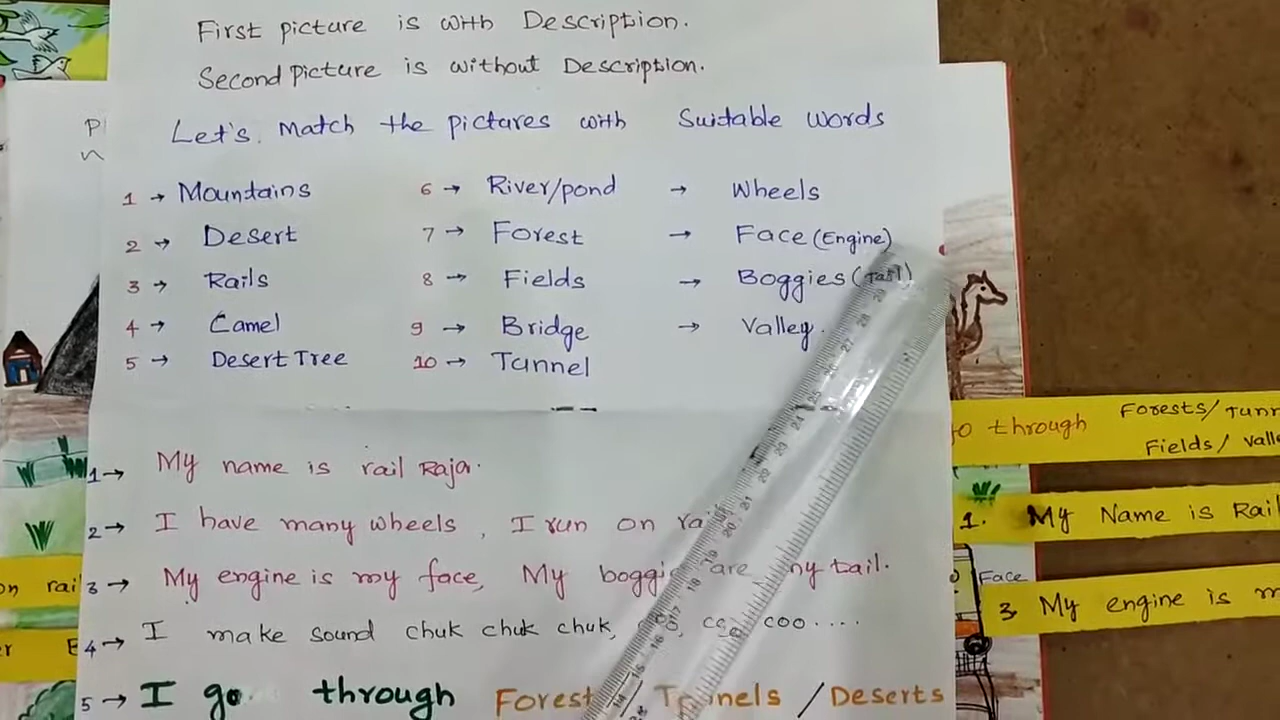 First picture is with Description.
Second picture is without Description.
Let's. Match the pictures with Suitable words
1 → Mountains
2 → Desert
3 → Rails
4 → Camel
5 → Desert Tree
6 → River/pond
7 → Forest
8 → Fields
9 → Bridge
10 → Tunnel
→ Wheels
→ Face (Engine)
→ Boggies (Tail)
→ Valley.
1 → My name is rail Raja.
2 → I have many wheels, I run on
3 → My engine is my face, My are my tail.
4 → I make sound chuk chuk chuk, coo....
5 → I go through Forest / Tunnels / Deserts
through Forests/
Fields/
1. My Name is Rail
Face
3 My engine is m
on rai